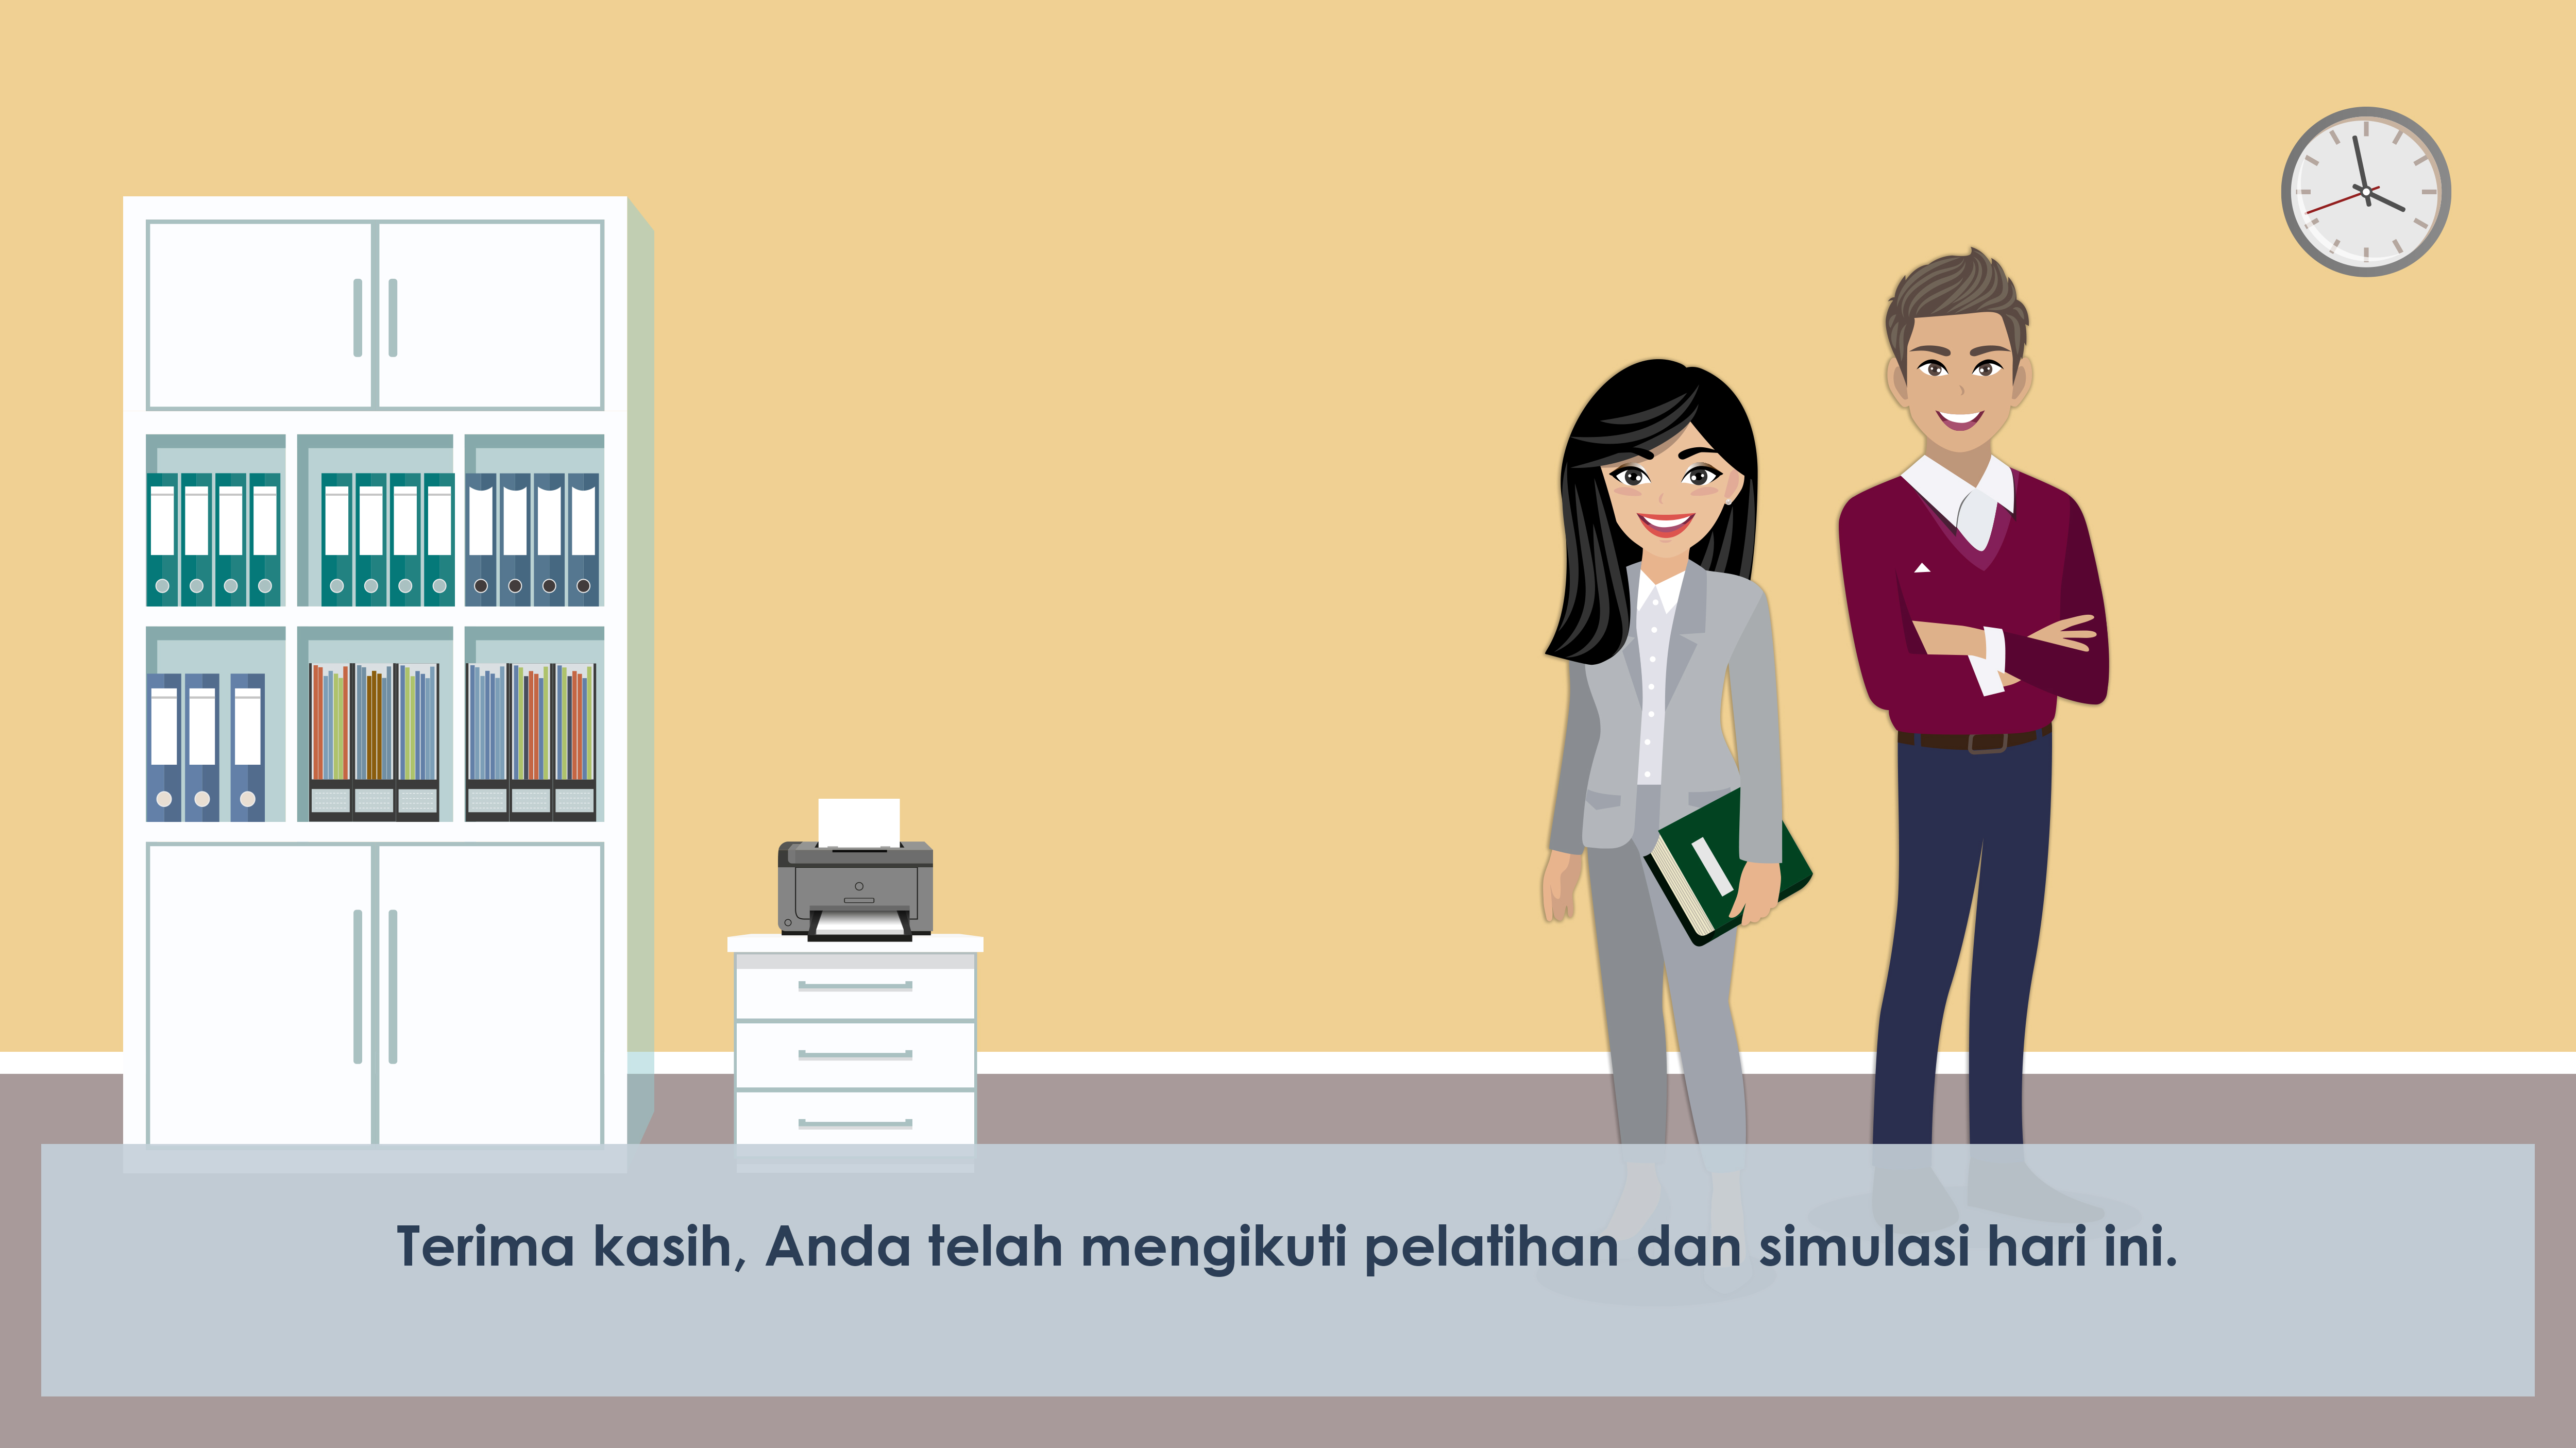 Terima kasih, Anda telah mengikuti pelatihan dan simulasi hari ini.